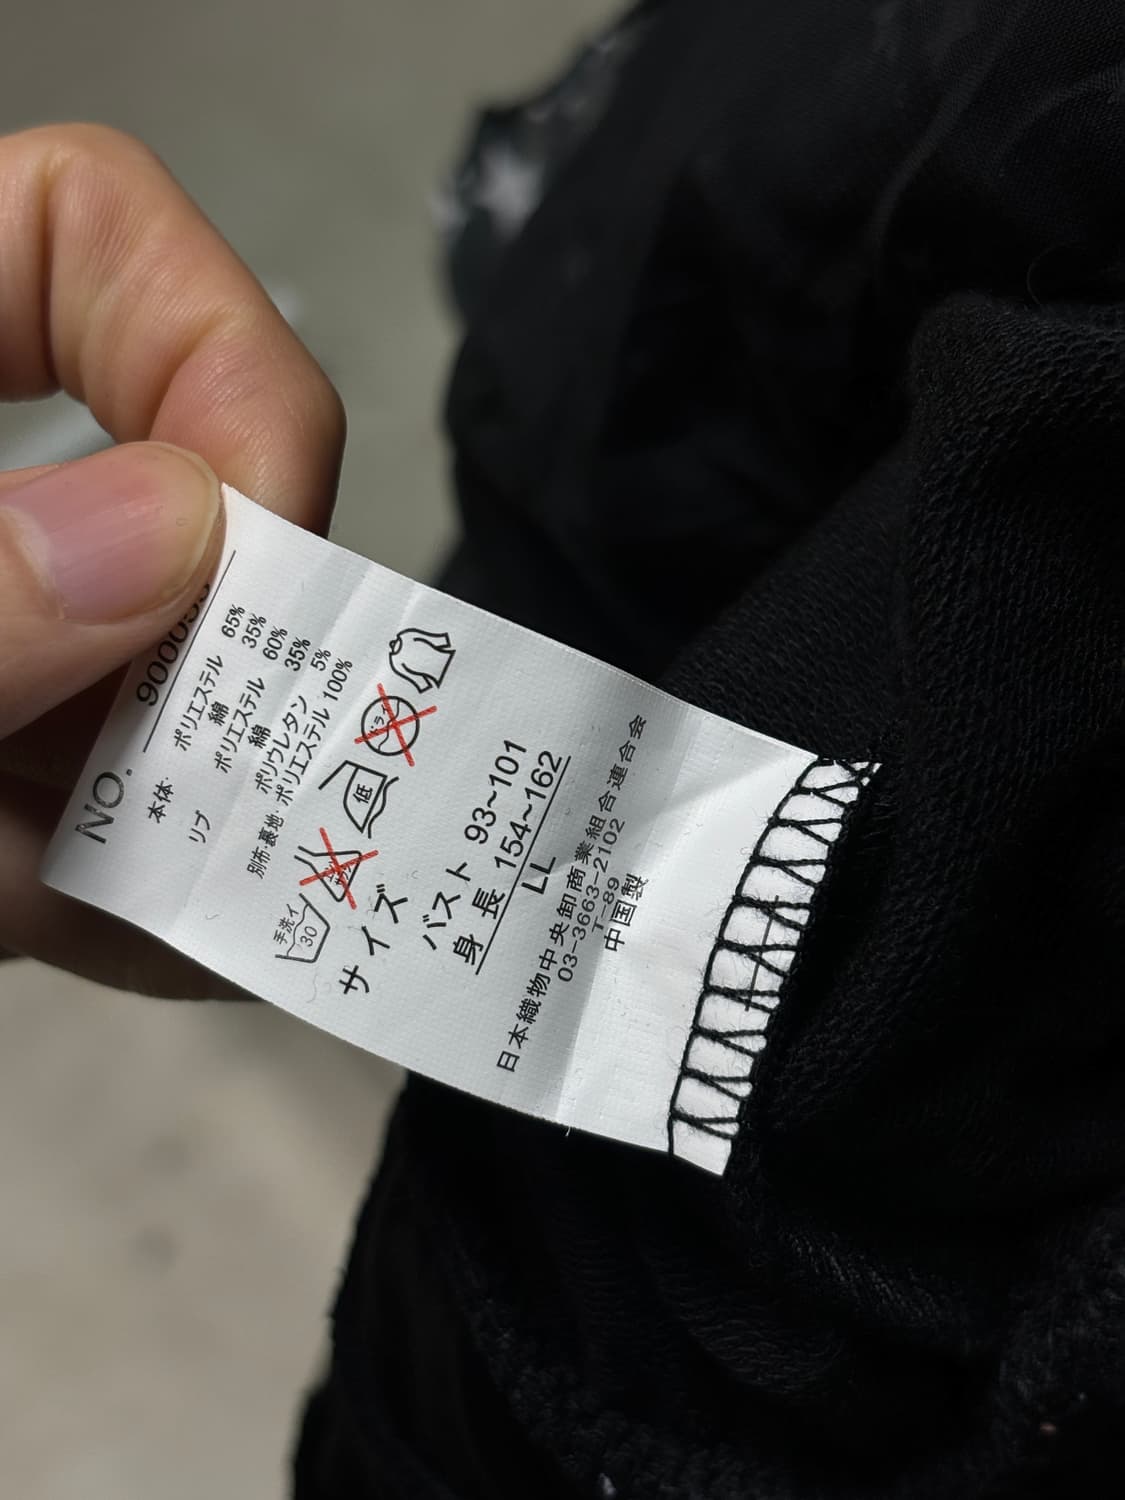 サイズ
バスト 93~101
身長 154~162
LL
手洗イ
30
低
ドライ
本体: ポリエステル 65%
綿 35%
リブ ポリエステル 60%
綿 35%
ポリウレタン 5%
別布・裏地: ポリエステル 100%
NO.
日本織物中央卸商業組合連合会
03-3663-2102
T-89
中国製